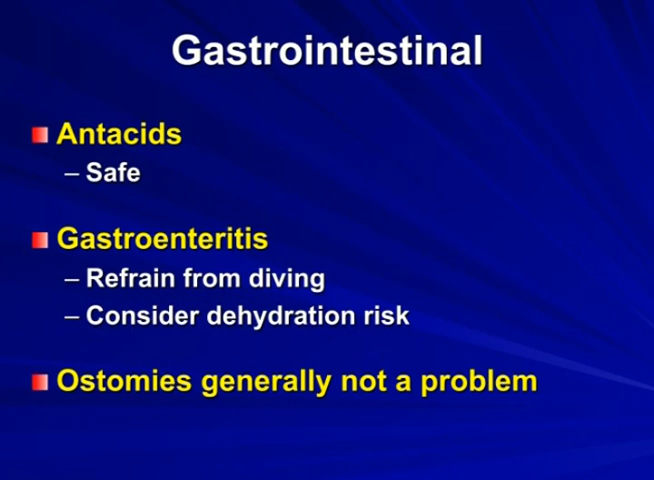 Gastrointestinal
Antacids
– Safe
Gastroenteritis
– Refrain from diving
– Consider dehydration risk
Ostomies generally not a problem